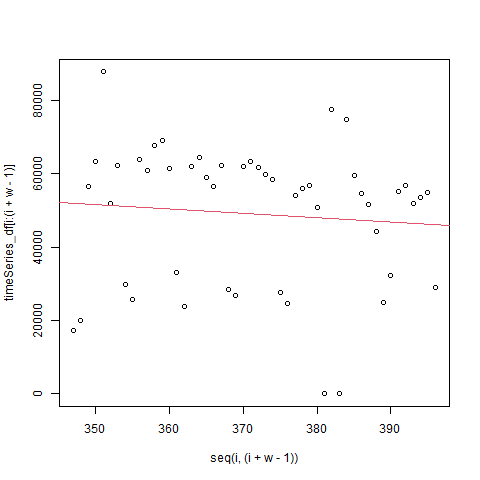 timeSeries_df[i:(i + w - 1)]
80000
60000
40000
20000
0
350 360 370 380 390
seq(i, (i + w - 1))